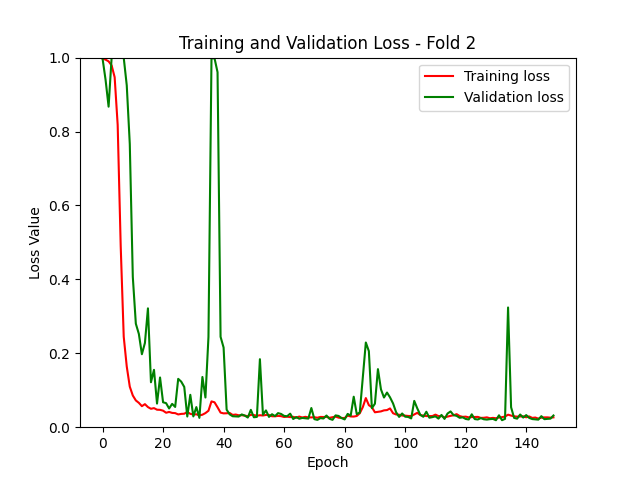 Training and Validation Loss - Fold 2
Training loss
Validation loss
1.0
0.8
0.6
0.4
0.2
0.0
Loss Value
0 20 40 60 80 100 120 140
Epoch